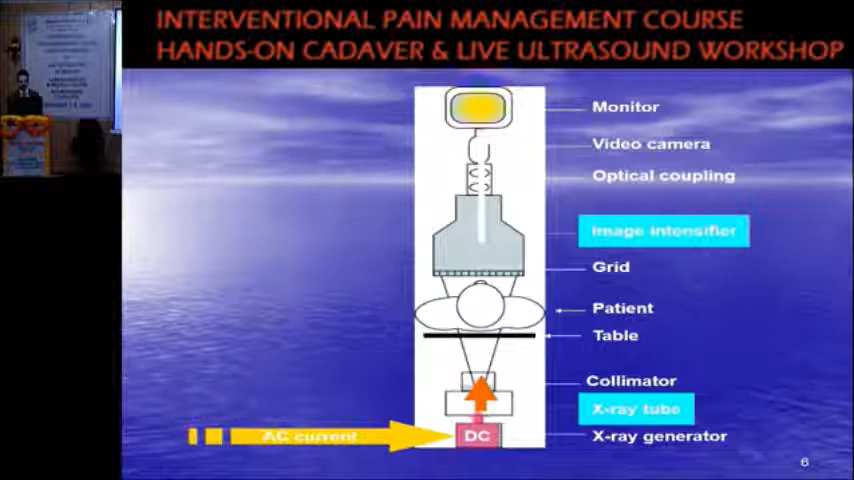 INTERVENTIONAL PAIN MANAGEMENT COURSE
HANDS-ON CADAVER & LIVE ULTRASOUND WORKSHOP
Monitor
Video camera
Optical coupling
Image intensifier
Grid
Patient
Table
Collimator
X-ray tube
AC current
DC
X-ray generator
6